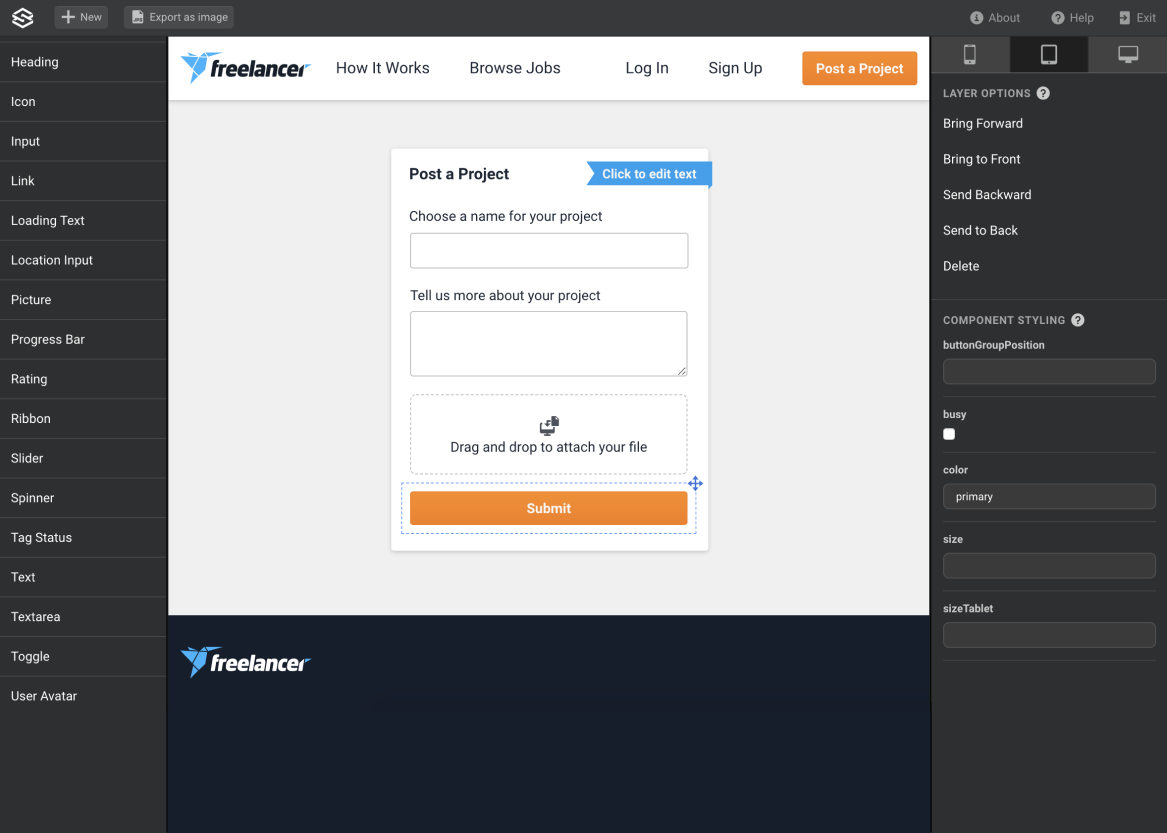 New
Export as image
About
Help
Exit
Heading
Icon
Input
Link
Loading Text
Location Input
Picture
Progress Bar
Rating
Ribbon
Slider
Spinner
Tag Status
Text
Textarea
Toggle
User Avatar
freelancer
How It Works
Browse Jobs
Log In
Sign Up
Post a Project
Post a Project
Click to edit text
Choose a name for your project
Tell us more about your project
Drag and drop to attach your file
Submit
freelancer
LAYER OPTIONS ?
Bring Forward
Bring to Front
Send Backward
Send to Back
Delete
COMPONENT STYLING ?
buttonGroupPosition
busy
color
primary
size
sizeTablet